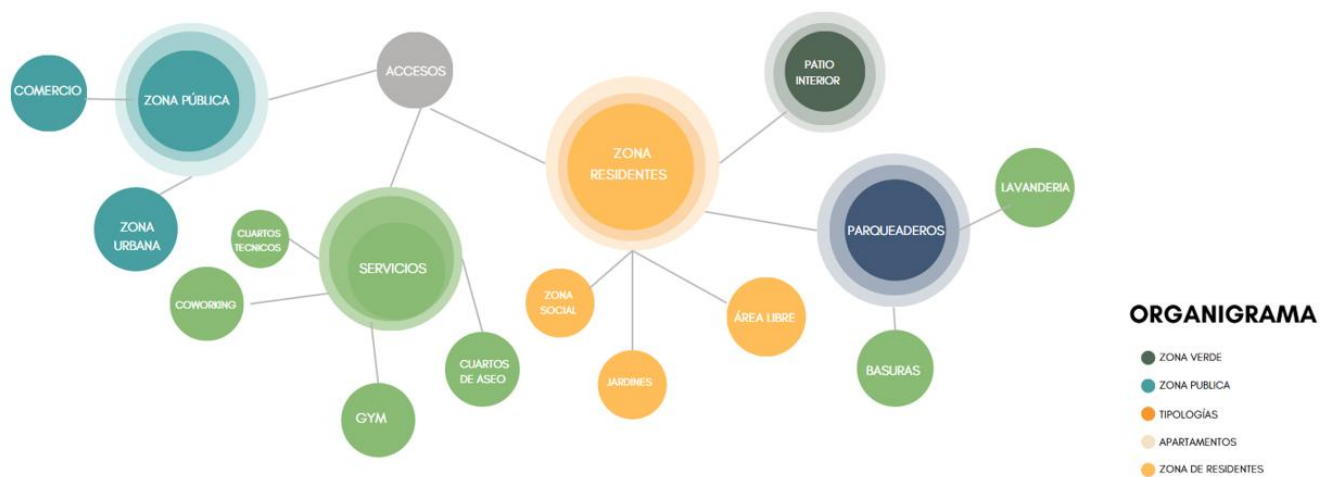 COMERCIO
ZONA PÚBLICA
ACCESOS
PATIO
INTERIOR
ZONA
RESIDENTES
LAVANDERIA
ZONA
URBANA
CUARTOS
TECNICOS
SERVICIOS
PARQUEADEROS
COWORKING
ZONA
SOCIAL
ÁREA LIBRE
CUARTOS
DE ASEO
JARDINES
BASURAS
GYM
ORGANIGRAMA
ZONA VERDE
ZONA PUBLICA
TIPOLOGÍAS
APARTAMENTOS
ZONA DE RESIDENTES